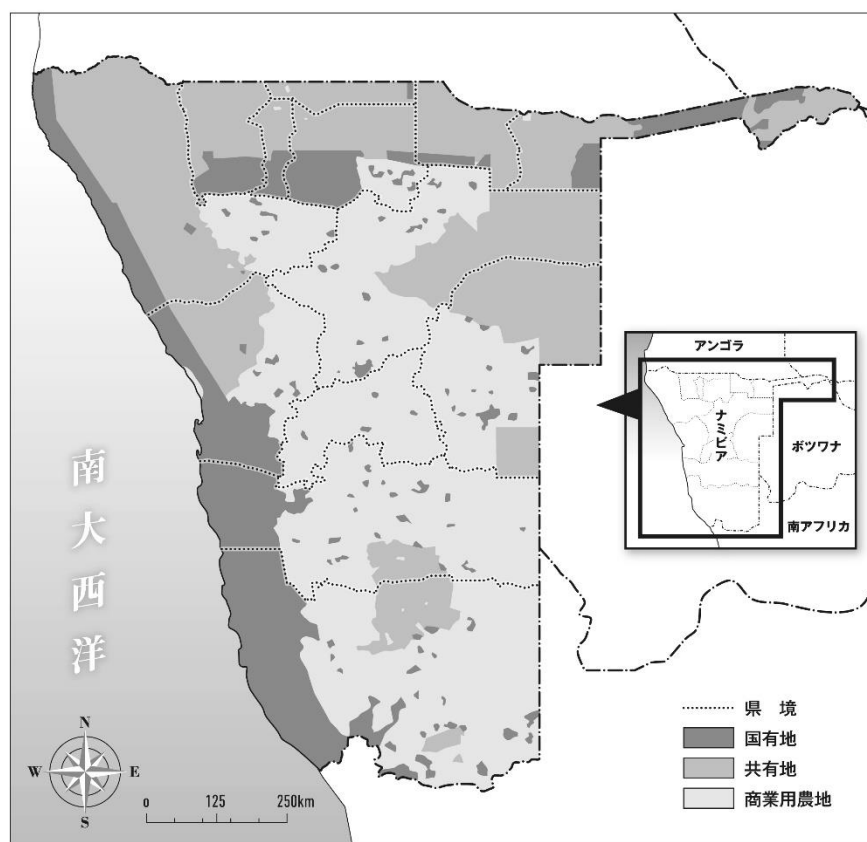 アンゴラ
ナミビア
ボツワナ
南アフリカ
南大西洋
県 境
国有地
共有地
商業用農地
N
W E
S
0 125 250km